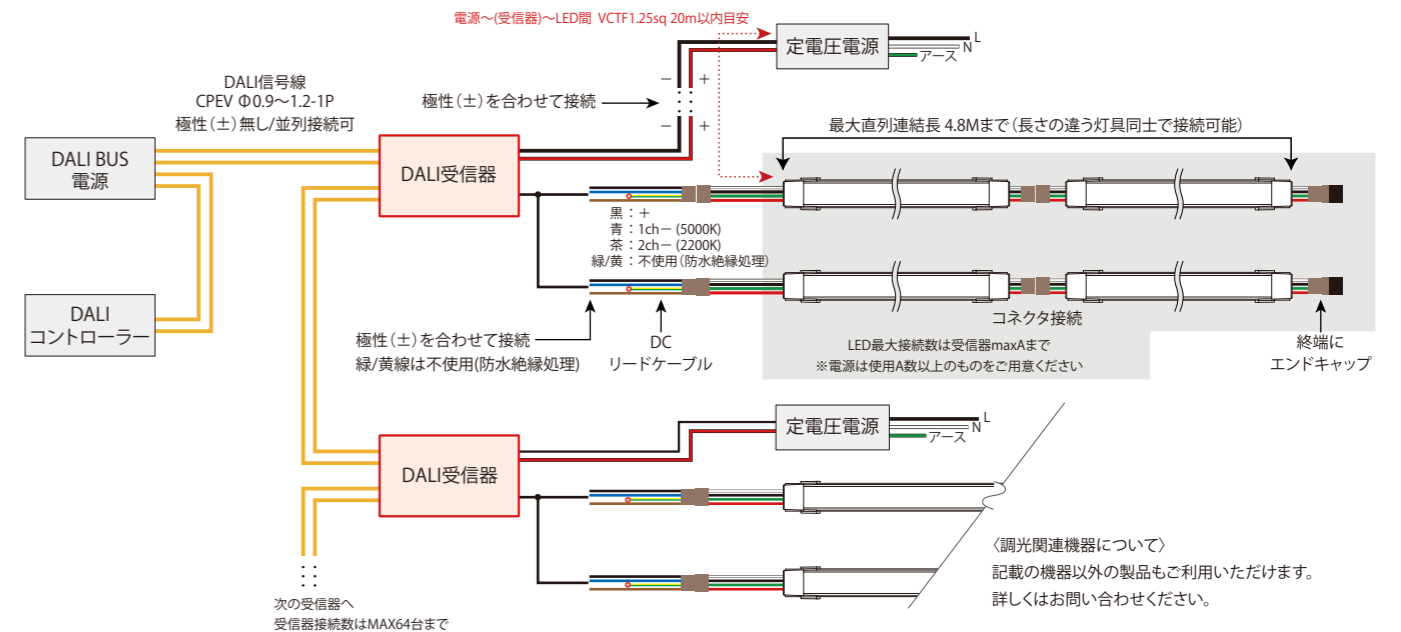 電源〜(受信器)〜LED間 VCTF1.25sq 20m以内目安
定電圧電源
L
N
アース
DALI信号線
CPEV Φ0.9〜1.2-1P
極性(±)無し/並列接続可
極性(±)を合わせて接続
− +
− +
最大直列連結長 4.8Mまで(長さの違う灯具同士で接続可能)
DALI BUS
電源
DALI受信器
黒:+
青:1ch− (5000K)
茶:2ch− (2200K)
緑/黄:不使用(防水絶縁処理)
DALI
コントローラー
極性(±)を合わせて接続
緑/黄線は不使用(防水絶縁処理)
DC
リードケーブル
コネクタ接続
LED最大接続数は受信器maxAまで
※電源は使用A数以上のものをご用意ください
終端に
エンドキャップ
定電圧電源
L
N
アース
DALI受信器
〈調光関連機器について〉
記載の機器以外の製品もご利用いただけます。
詳しくはお問い合わせください。
次の受信器へ
受信器接続数はMAX64台まで